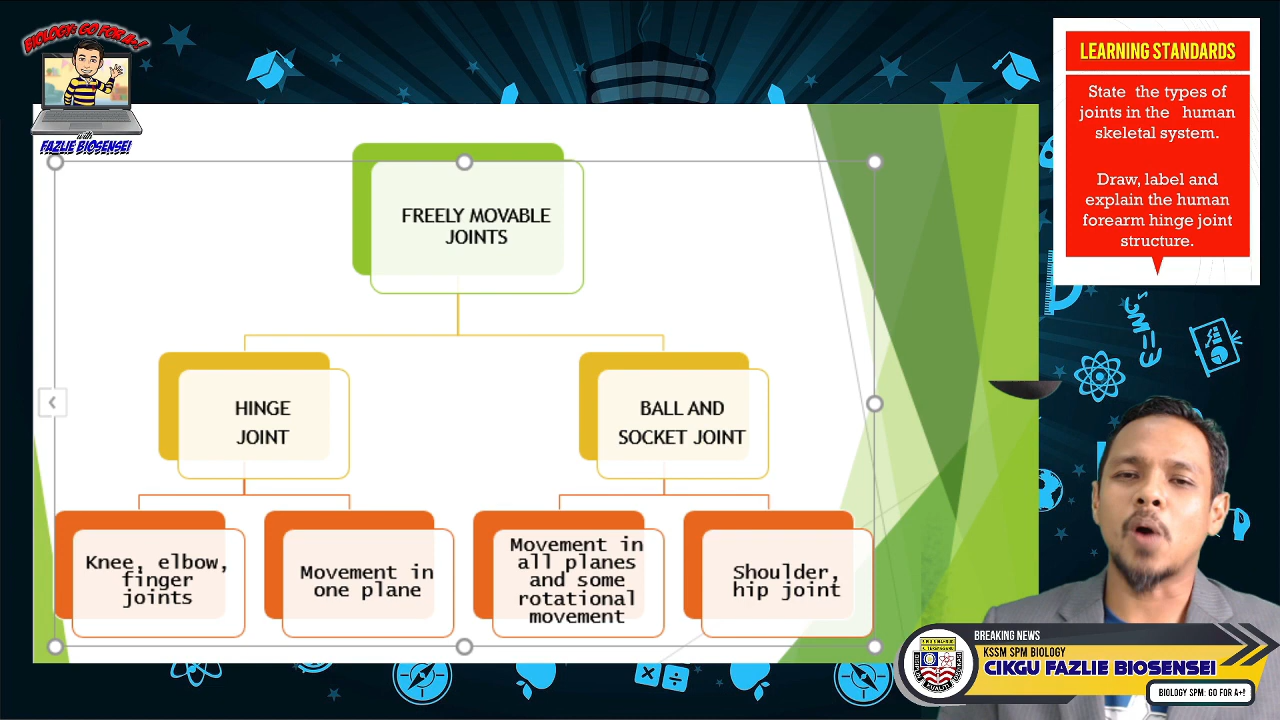 BIOLOGY: GO FOR A+!
with
FAZLIE BIOSENSEI
LEARNING STANDARDS
State the types of
joints in the human
skeletal system.
Draw, label and
explain the human
forearm hinge joint
structure.
FREELY MOVABLE
JOINTS
HINGE
JOINT
BALL AND
SOCKET JOINT
Knee, elbow,
finger
joints
Movement in
one plane
Movement in
all planes
and some
rotational
movement
Shoulder,
hip joint
BREAKING NEWS
KSSM SPM BIOLOGY
CIKGU FAZLIE BIOSENSEI
BIOLOGY SPM: GO FOR A+!